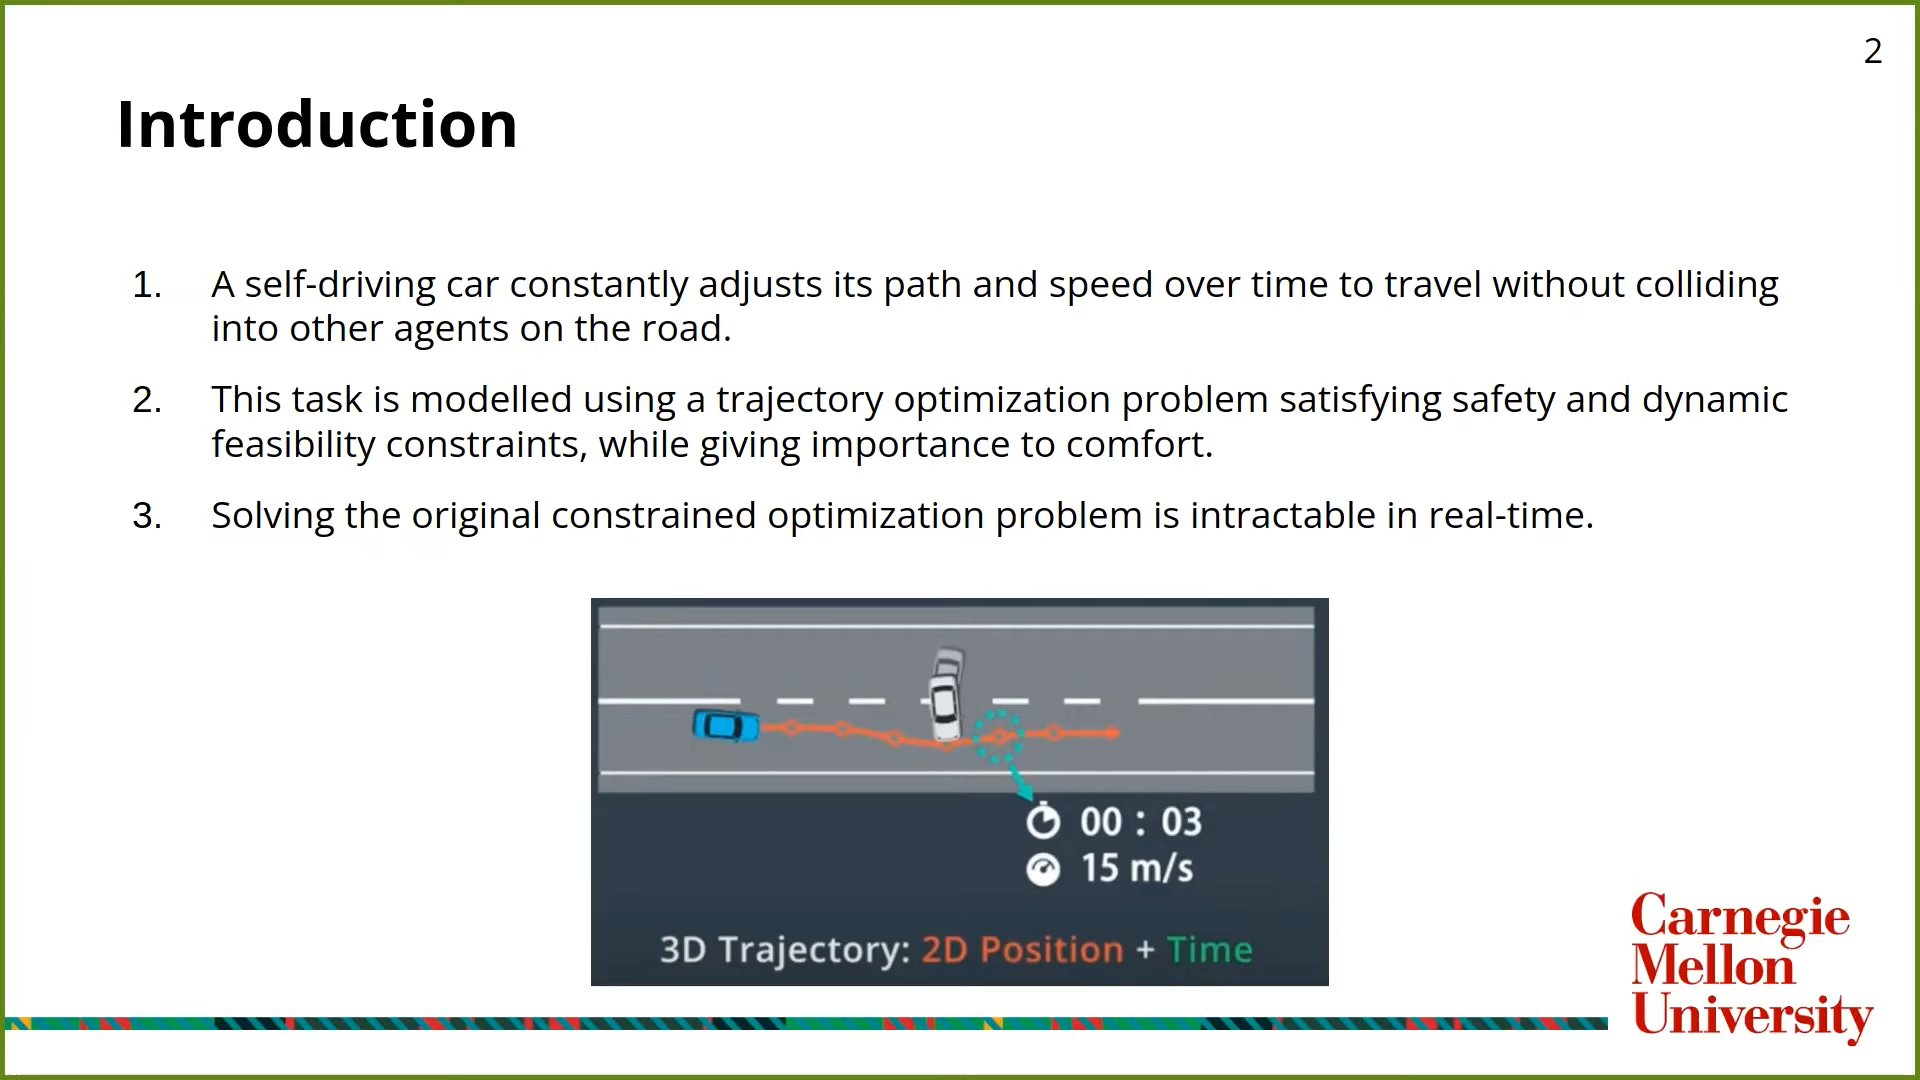 2
Introduction
1. A self-driving car constantly adjusts its path and speed over time to travel without colliding
into other agents on the road.
2. This task is modelled using a trajectory optimization problem satisfying safety and dynamic
feasibility constraints, while giving importance to comfort.
3. Solving the original constrained optimization problem is intractable in real-time.
00 : 03
15 m/s
3D Trajectory: 2D Position + Time
Carnegie
Mellon
University